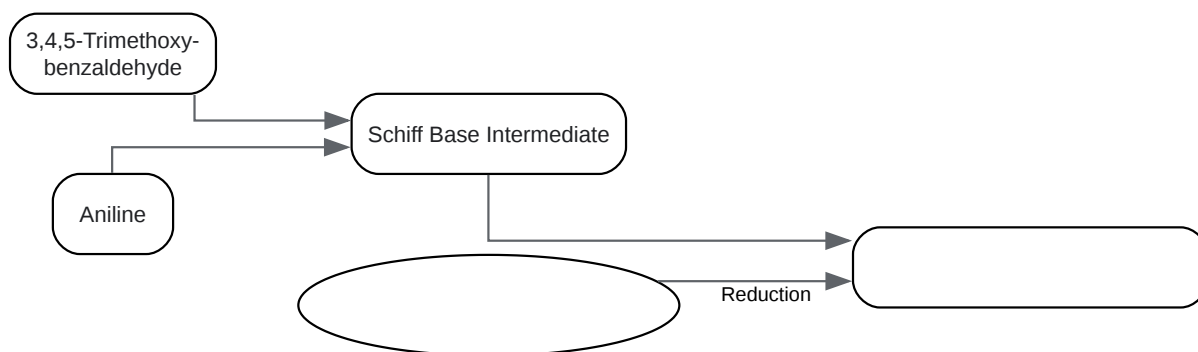 3,4,5-Trimethoxy-
benzaldehyde
Schiff Base Intermediate
Aniline
Reduction